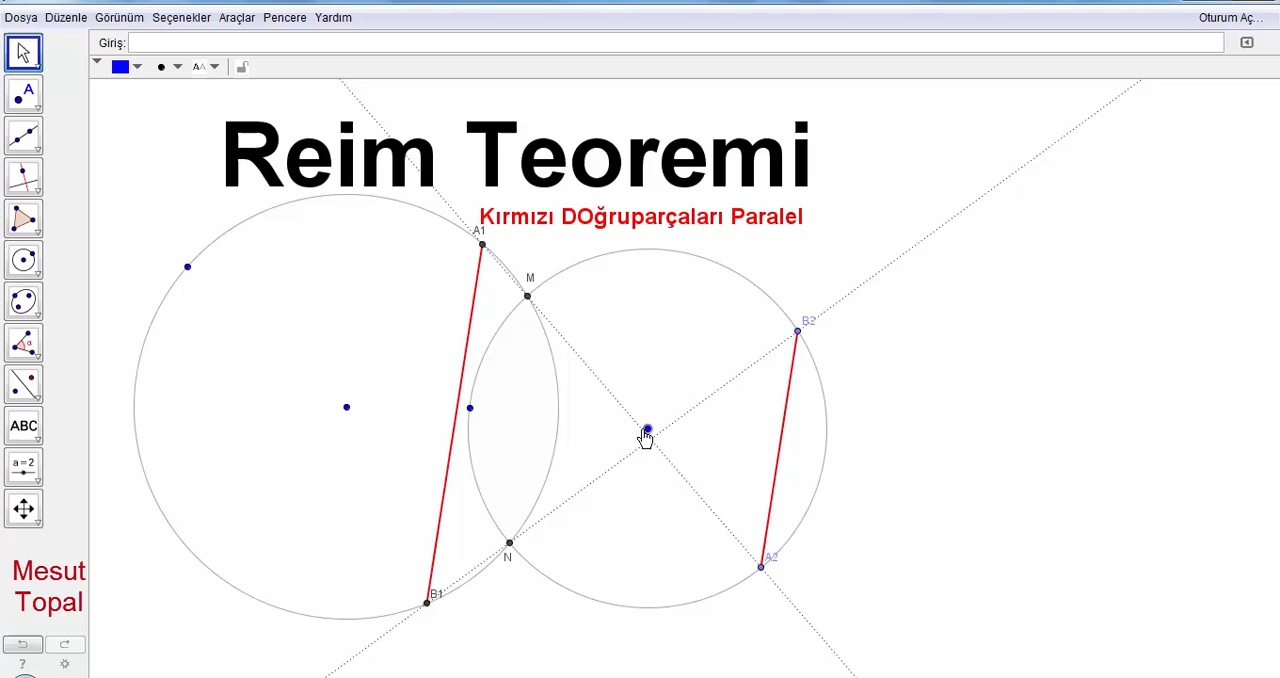 Dosya Düzenle Görünüm Seçenekler Araçlar Pencere Yardım Oturum Aç...
Giriş:
AA
A
Reim Teoremi
Kırmızı DOğruparçaları Paralel
A1
M
B2
α
ABC
a=2
N
A2
B1
Mesut
Topal
?